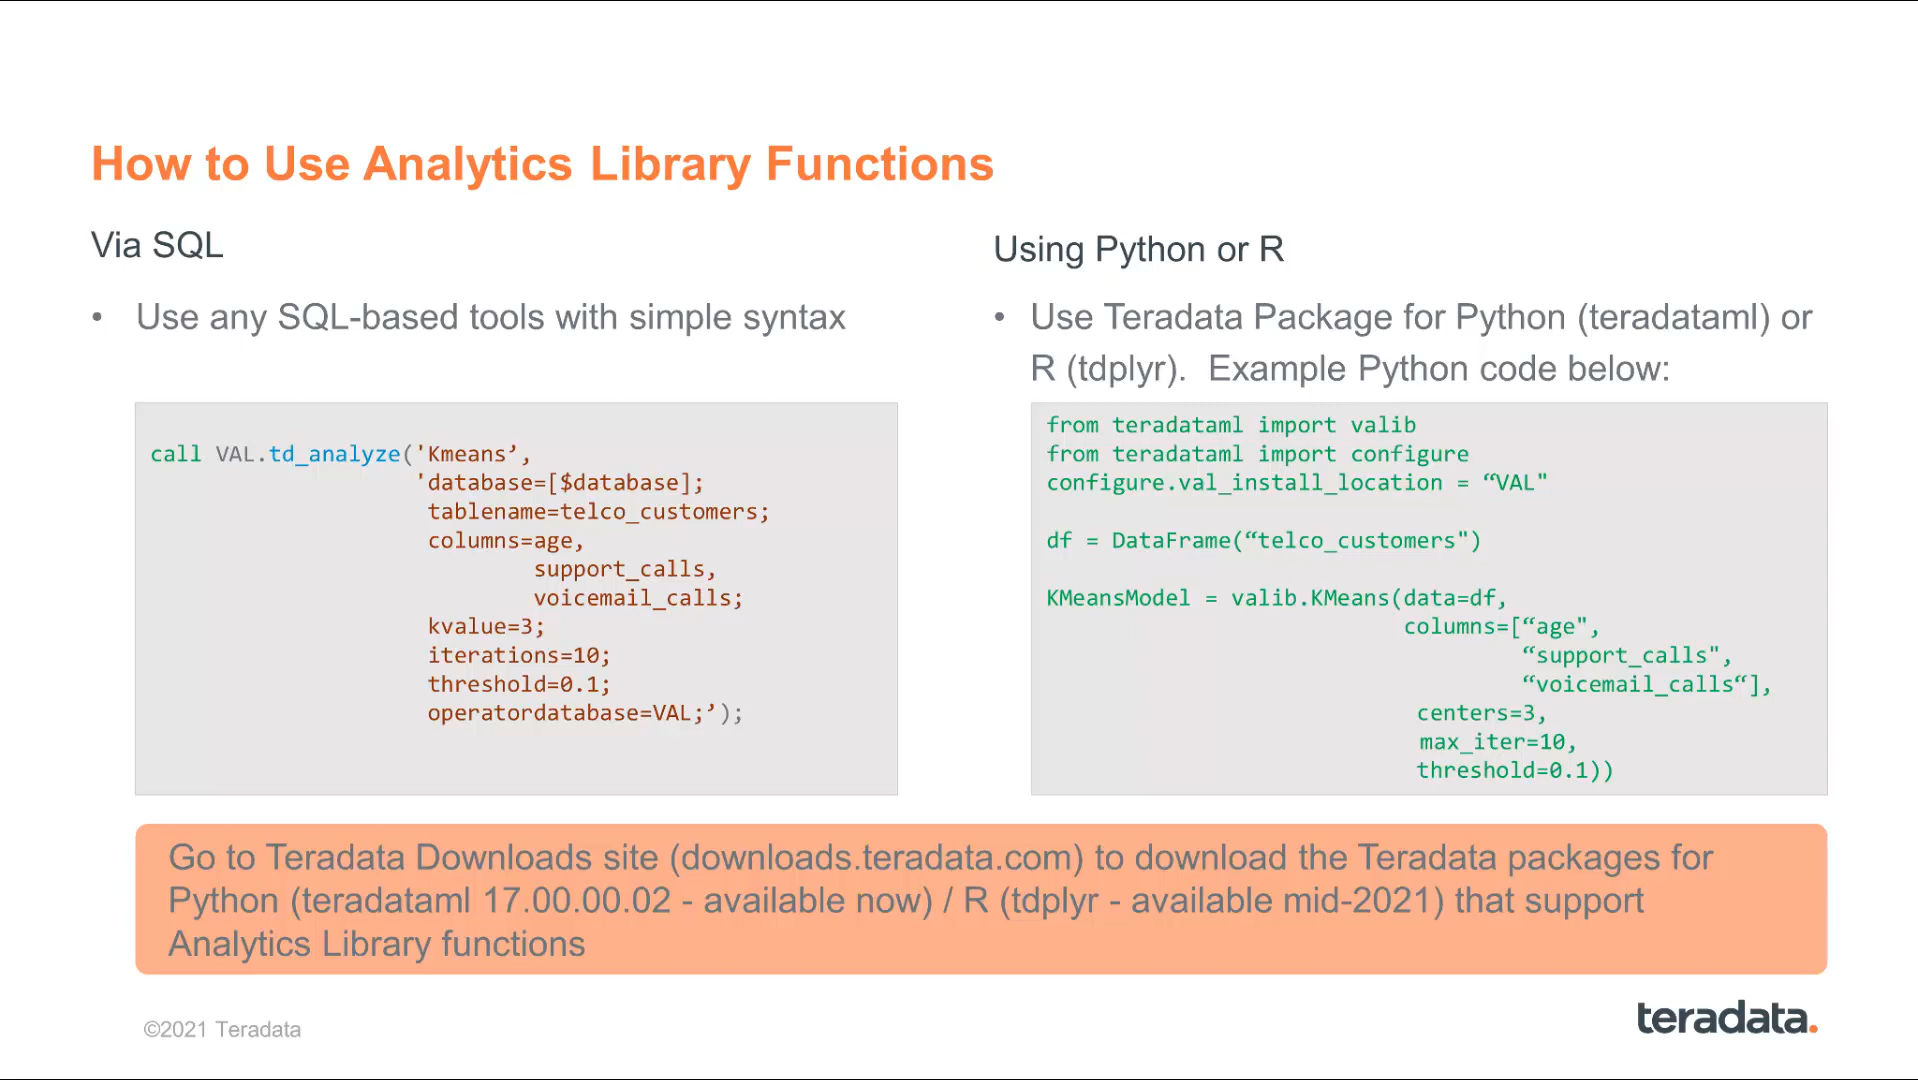 How to Use Analytics Library Functions
Via SQL
• Use any SQL-based tools with simple syntax
call VAL.td_analyze('Kmeans’,
'database=[$database];
tablename=telco_customers;
columns=age,
support_calls,
voicemail_calls;
kvalue=3;
iterations=10;
threshold=0.1;
operatordatabase=VAL;’);
Using Python or R
• Use Teradata Package for Python (teradataml) or
R (tdplyr).  Example Python code below:
from teradataml import valib
from teradataml import configure
configure.val_install_location = “VAL"
df = DataFrame(“telco_customers")
KMeansModel = valib.KMeans(data=df,
columns=[“age",
“support_calls",
“voicemail_calls“],
centers=3,
max_iter=10,
threshold=0.1))
Go to Teradata Downloads site (downloads.teradata.com) to download the Teradata packages for
Python (teradataml 17.00.00.02 - available now) / R (tdplyr - available mid-2021) that support
Analytics Library functions
©2021 Teradata
teradata.